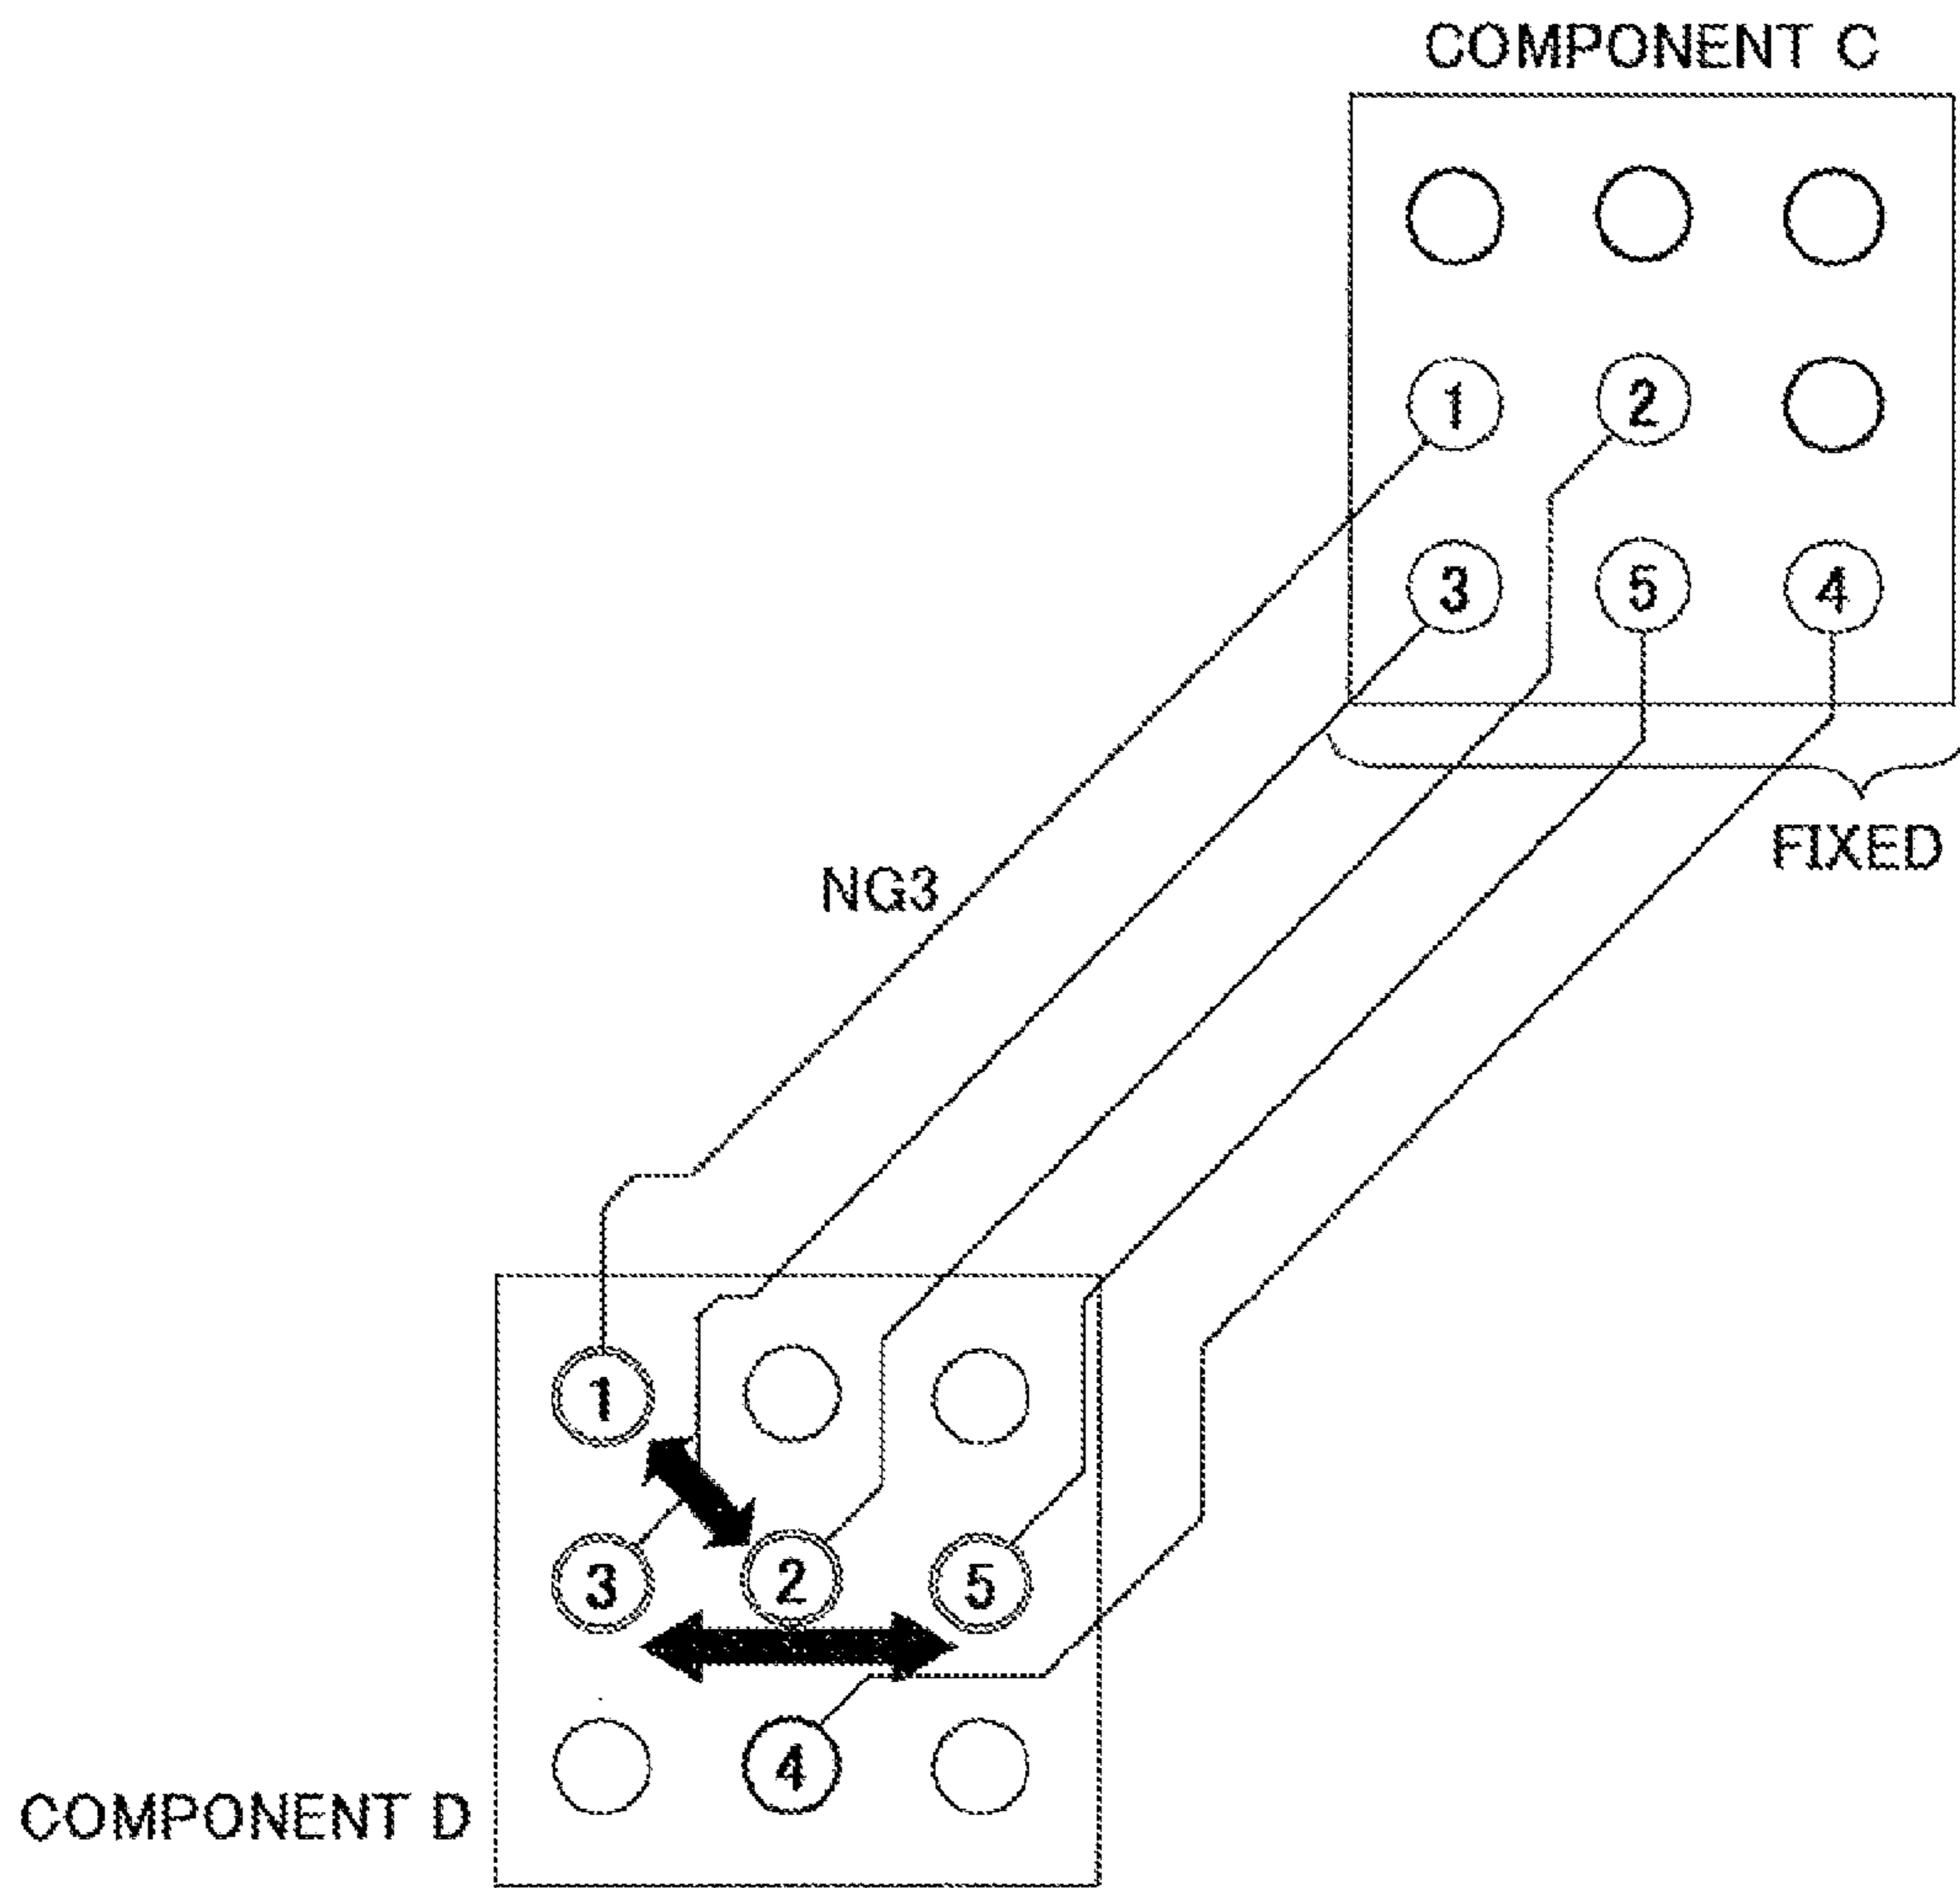 COMPONENT C
1 2
3 5 4
FIXED
NG3
1
3 2 5
4
COMPONENT D